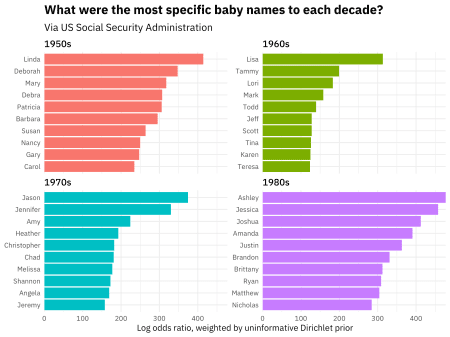 What were the most specific baby names to each decade?
Via US Social Security Administration
1950s
Linda
Deborah
Mary
Debra
Patricia
Barbara
Susan
Nancy
Gary
Carol
1960s
Lisa
Tammy
Lori
Mark
Todd
Jeff
Scott
Tina
Karen
Teresa
1970s
Jason
Jennifer
Amy
Heather
Christopher
Chad
Melissa
Shannon
Angela
Jeremy
0 100 200 300 400
1980s
Ashley
Jessica
Joshua
Amanda
Justin
Brandon
Brittany
Ryan
Matthew
Nicholas
0 100 200 300 400
Log odds ratio, weighted by uninformative Dirichlet prior